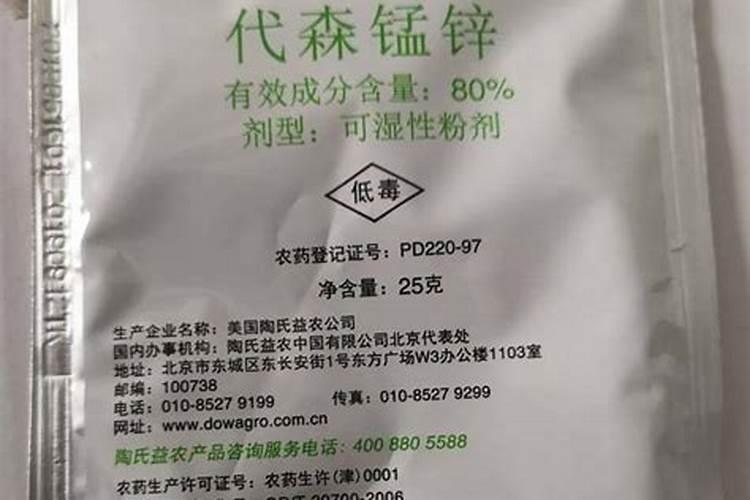 代森锰锌
有效成分含量：80%
剂型：可湿性粉剂
低毒
农药登记证号：PD220-97
净含量：25克
生产企业名称：美国陶氏益农公司
国内办事机构：陶氏益农中国有限公司北京代表处
地址：北京市东城区东长安街1号东方广场W3办公楼1103室
邮编：100738
电话：010-8527 9199 传真：010-8527 9299
网址：www.dowagro.com.cn
陶氏益农产品咨询服务电话：400 880 5588
农药生产许可证号：农药生许(津)0001
20700-2006